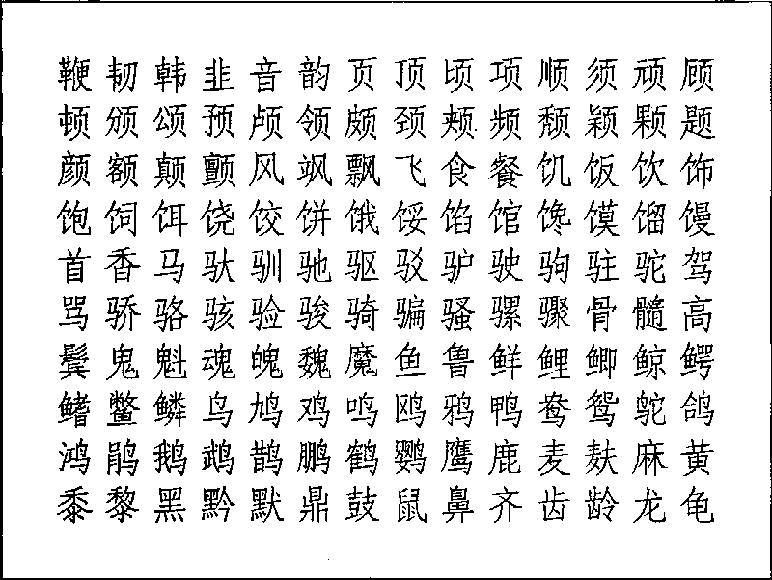 鞭韧韩韭音韵页顶顷项顺须顽顾
顿颁颂预颅领颇颈颊频颓颖颗题
颜额颠颤风飒飘飞食餐饥饭饮饰
饱饲饵饶饺饼饿馁馅馆馋馍馏馒
首香马驮驯驰驱驳驴驶驹驻驼驾
骂骄骆骇验骏骑骗骚骡骤骨髓高
鬓鬼魁魂魄魏魔鱼鲁鲜鲤鲫鲸鳄
鳍鳖鳞鸟鸠鸡鸣鸥鸦鸭鸯鸳鸵鸽
鸿鹃鹅鹉鹊鹏鹤鹦鹰鹿麦麸麻黄
黍黎黑黔默鼎鼓鼠鼻齐齿龄龙龟